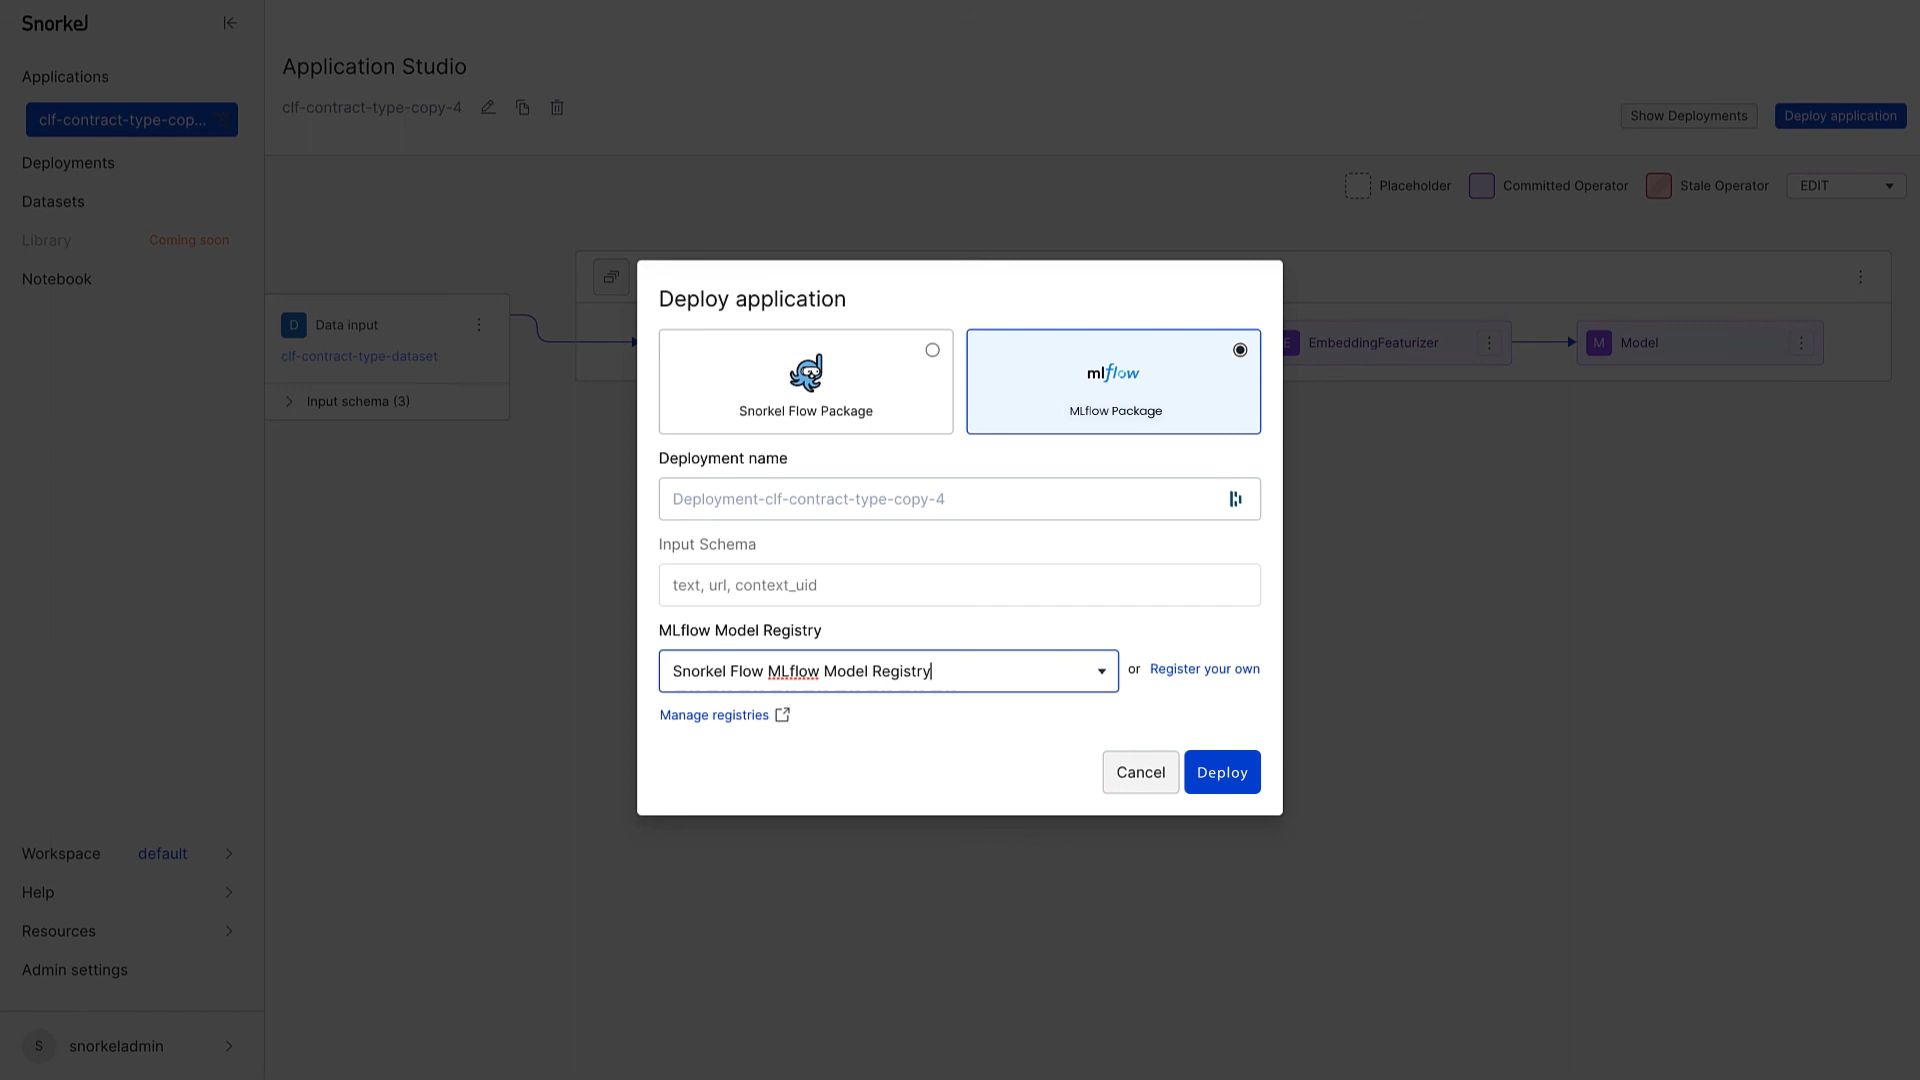 Snorkel
Applications
clf-contract-type-cop...
Deployments
Datasets
Library Coming soon
Notebook
Workspace default
Help
Resources
Admin settings
S snorkeladmin
Application Studio
clf-contract-type-copy-4
Show Deployments Deploy application
Placeholder Committed Operator Stale Operator EDIT
D Data input
clf-contract-type-dataset
Input schema (3)
E EmbeddingFeaturizer
M Model
Deploy application
Snorkel Flow Package
mlflow
MLflow Package
Deployment name
Deployment-clf-contract-type-copy-4
Input Schema
text, url, context_uid
MLflow Model Registry
Snorkel Flow MLflow Model Registry or Register your own
Manage registries
Cancel Deploy